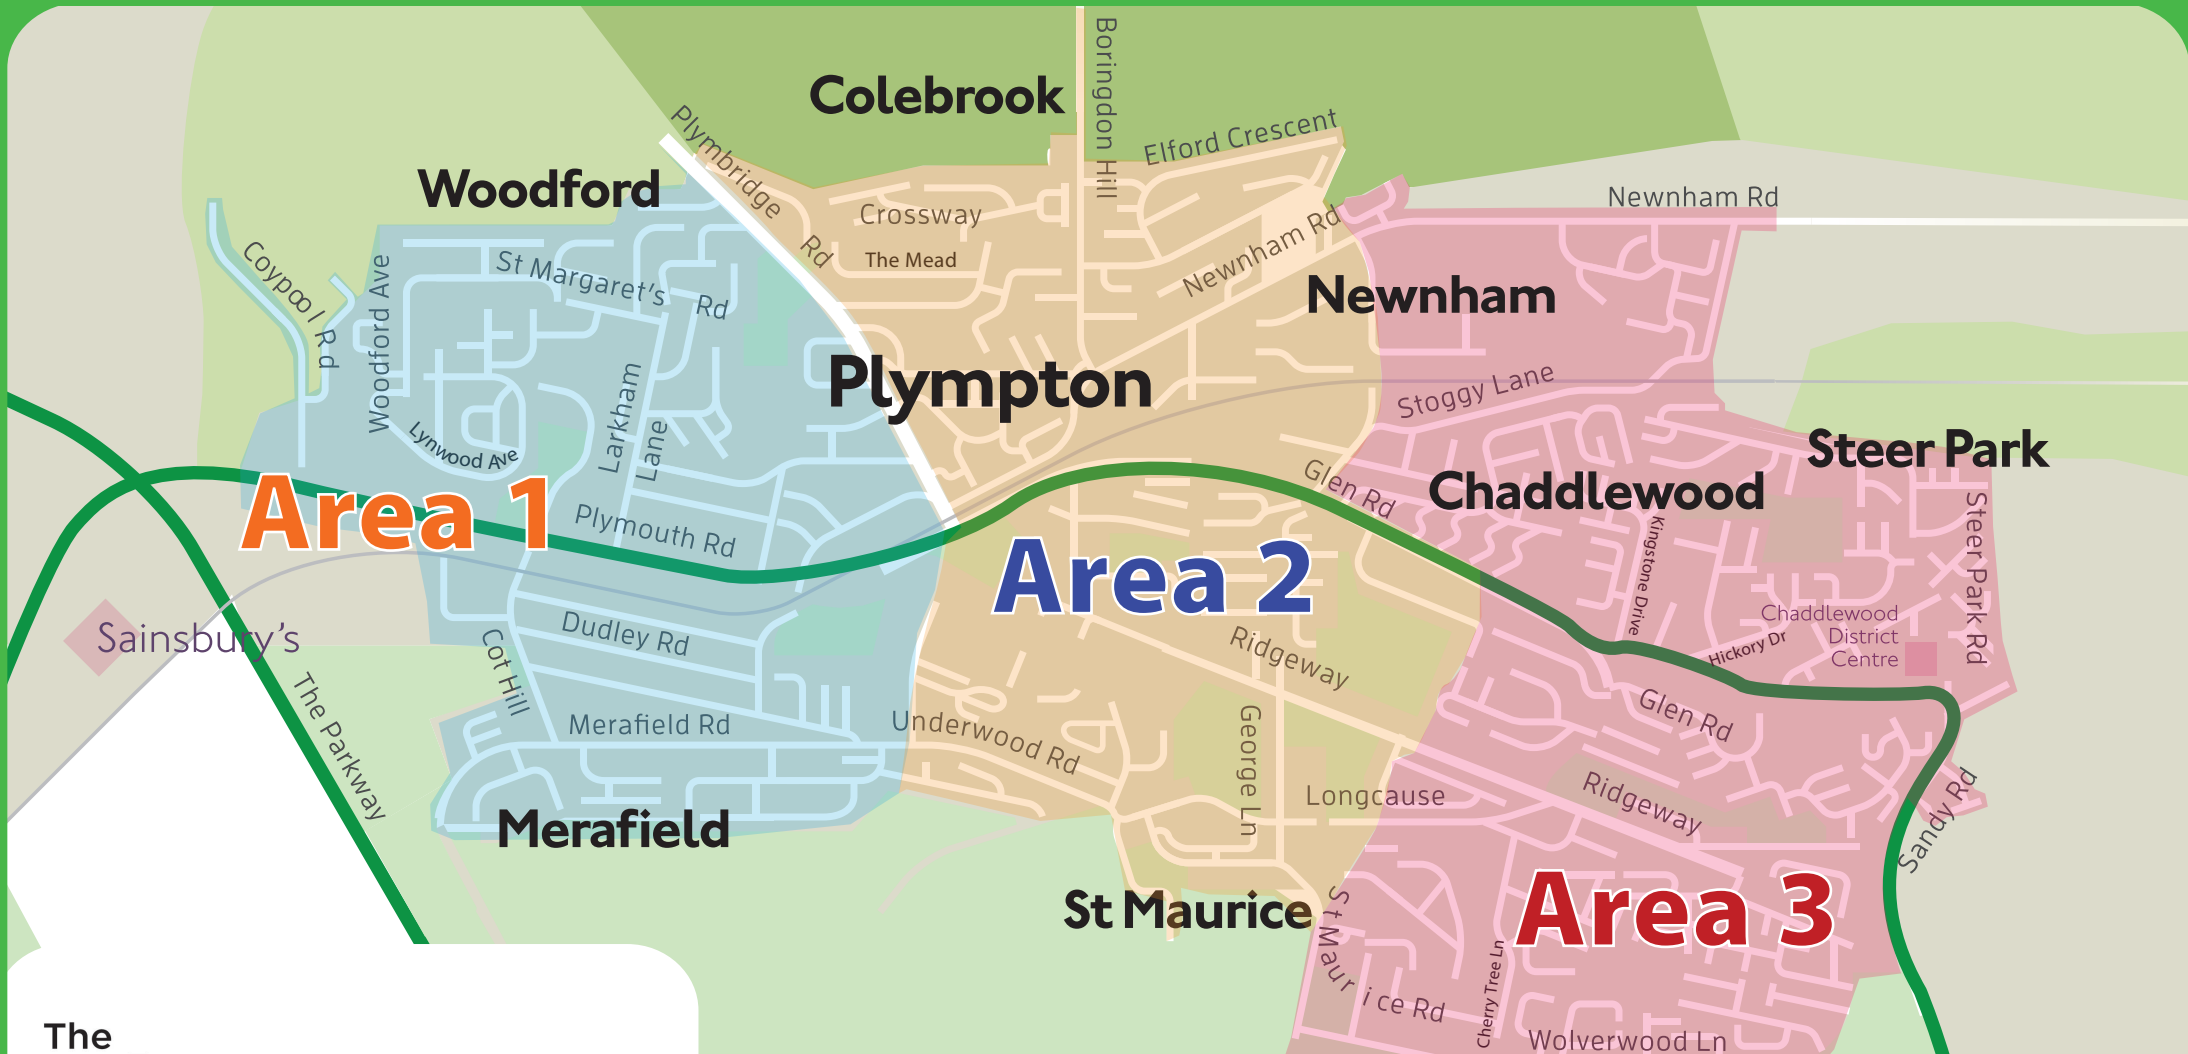 Colebrook
Boringdon Hill
Plymbridge
Rd
Elford Crescent
Woodford
Crossway
Newnham Rd
The Mead
Newnham Rd
Coypool Rd
Woodford Ave
St Margaret's Rd
Newnham
Plympton
Larkham
Lane
Stoggy Lane
Lynwood Ave
Steer Park
Glen Rd
Chaddlewood
Area 1
Plymouth Rd
Area 2
Kingstone Drive
Steer Park Rd
Sainsbury's
Cot Hill
Dudley Rd
Ridgeway
Hickory Dr
Chaddlewood
District
Centre
The Parkway
Merafield Rd
Underwood Rd
George Ln
Glen Rd
Longcause
Ridgeway
Sandy Rd
Merafield
St Maurice
Area 3
St Maurice Rd
Cherry Tree Ln
Wolverwood Ln
The